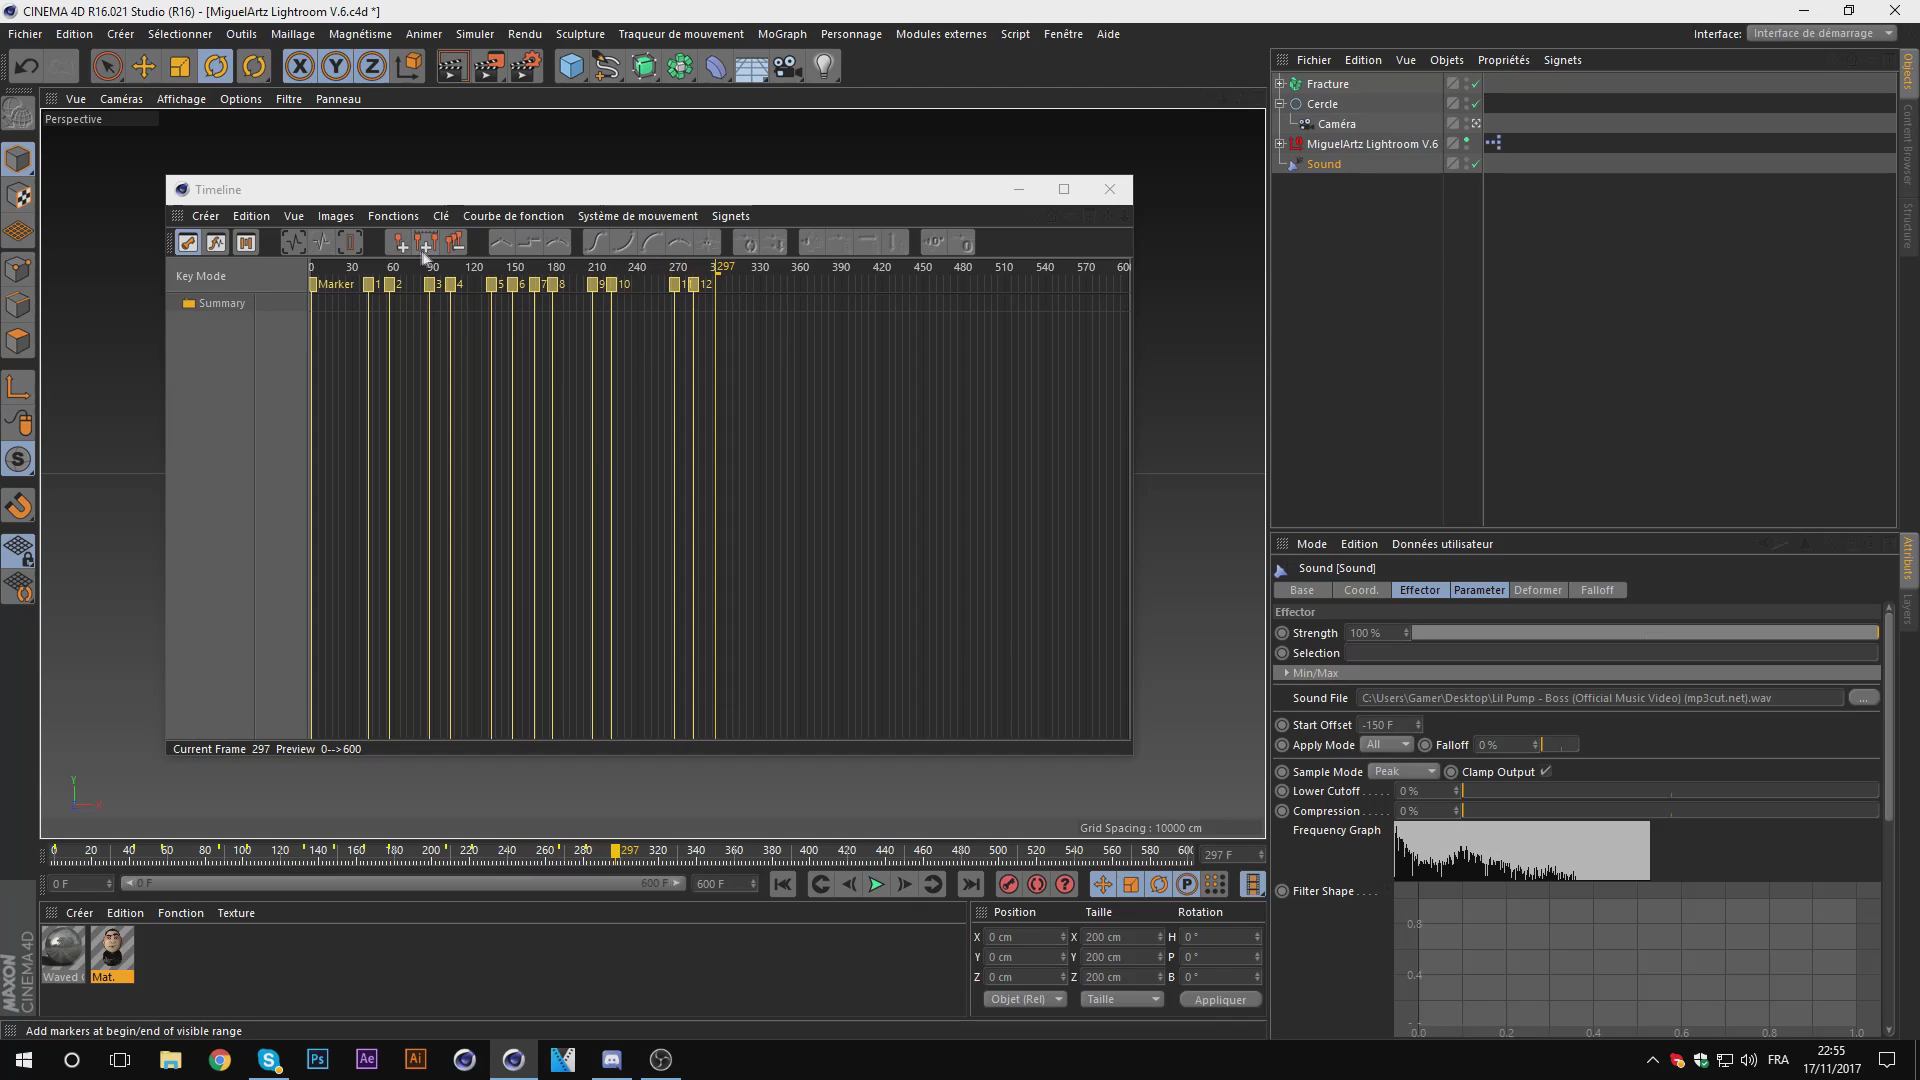 CINEMA 4D R16.021 Studio (R16) - [MiguelArtz Lightroom V.6.c4d *]
Fichier Edition Créer Sélectionner Outils Maillage Magnétisme Animer Simuler Rendu Sculpture Traqueur de mouvement MoGraph Personnage Modules externes Script Fenêtre Aide
Interface: Interface de démarrage
Vue Caméras Affichage Options Filtre Panneau
Perspective
Timeline
Créer Edition Vue Images Fonctions Clé Courbe de fonction Système de mouvement Signets
Key Mode
0 30 60 90 120 150 180 210 240 270 297 330 360 390 420 450 480 510 540 570
Marker 1 2 3 4 5 6 7 8 9 10 12
Summary
Current Frame 297 Preview 0-->600
Grid Spacing : 10000 cm
0 20 40 60 80 100 120 140 160 180 200 220 240 260 280 297 320 340 360 380 400 420 440 460 480 500 520 540 560 580 600
297 F
0 F 0 F 600 F 600 F
Créer Edition Fonction Texture
Waved
Mat.
Position Taille Rotation
X 0 cm X 200 cm H 0 °
Y 0 cm Y 200 cm P 0 °
Z 0 cm Z 200 cm B 0 °
Objet (Rel) Taille Appliquer
MAXON CINEMA 4D
Add markers at begin/end of visible range
Fichier Edition Vue Objets Propriétés Signets
Fracture
Cercle
Caméra
MiguelArtz Lightroom V.6
Sound
Objets
Content Browser
Structure
Mode Edition Données utilisateur
Sound [Sound]
Base Coord. Effector Parameter Deformer Falloff
Effector
Strength 100 %
Selection
Min/Max
Sound File C:\Users\Gamer\Desktop\Lil Pump - Boss (Official Music Video) (mp3cut.net).wav ...
Start Offset -150 F
Apply Mode All Falloff 0 %
Sample Mode Peak Clamp Output
Lower Cutoff 0 %
Compression 0 %
Frequency Graph
Filter Shape
0.8
0.4
0.0 0.2 0.4 0.6 0.8 1.0
Attributs
Layers
FRA
22:55
17/11/2017